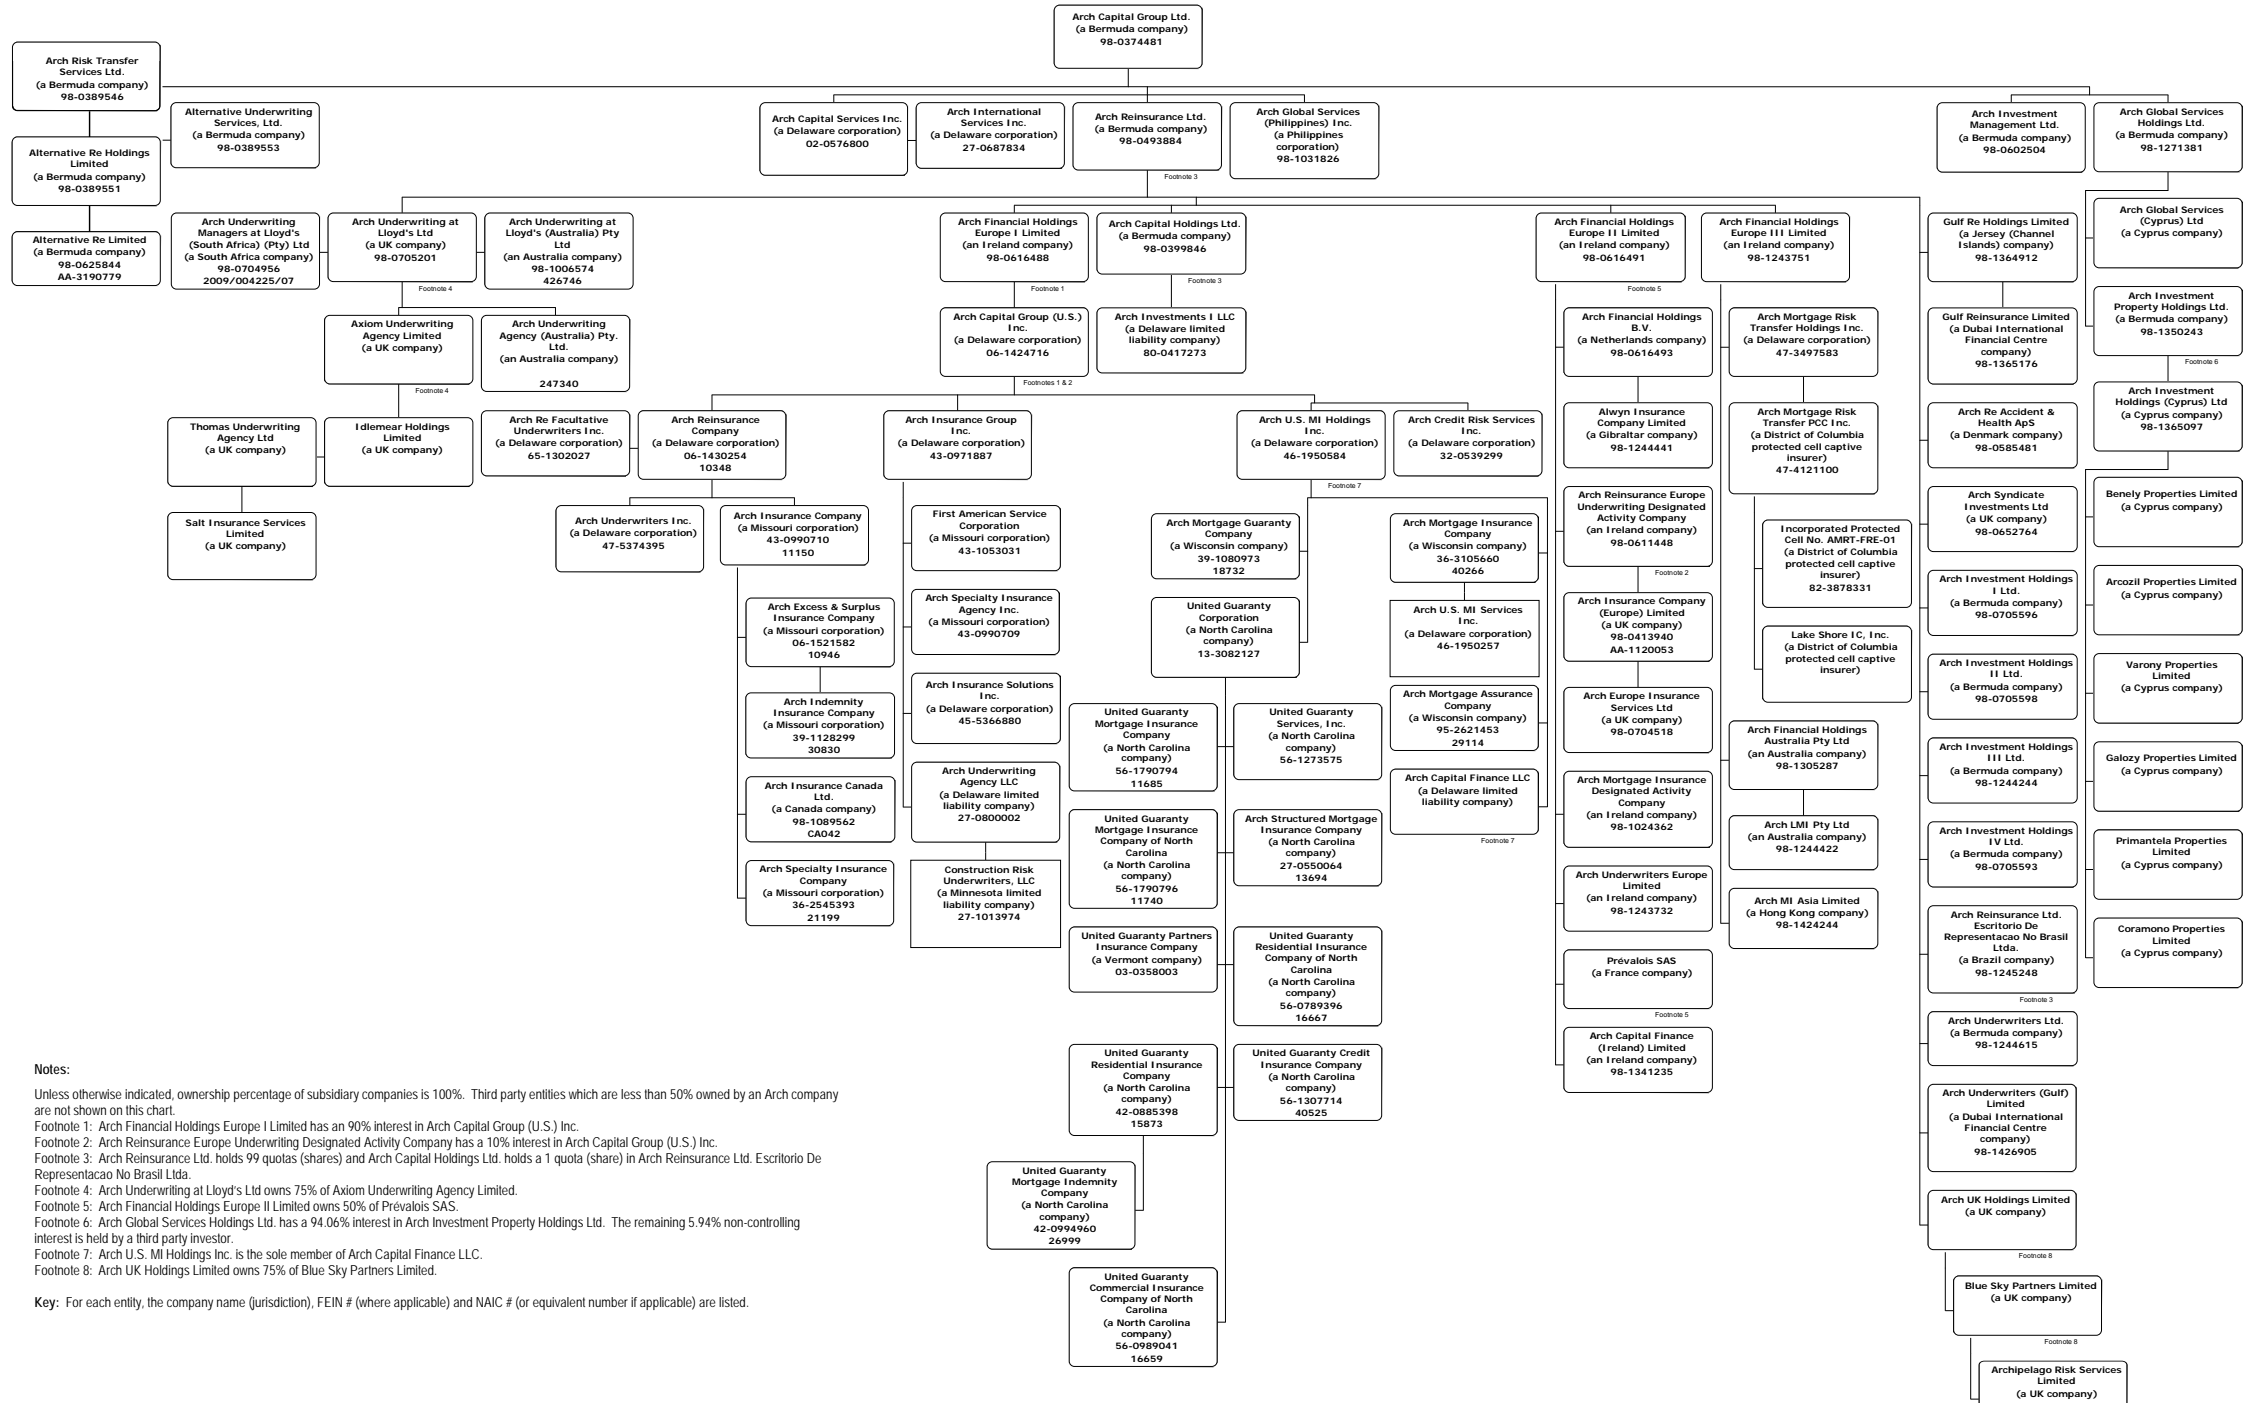 Arch Capital Group Ltd.
(a Bermuda company)
98-0374481
Arch Risk Transfer
Services Ltd.
(a Bermuda company)
98-0389546
Alternative Underwriting
Services, Ltd.
(a Bermuda company)
98-0389553
Alternative Re Holdings
Limited
(a Bermuda company)
98-0389551
Alternative Re Limited
(a Bermuda company)
98-0625844
AA-3190779
Arch Capital Services Inc.
(a Delaware corporation)
02-0576800
Arch International
Services Inc.
(a Delaware corporation)
27-0687834
Arch Reinsurance Ltd.
(a Bermuda company)
98-0493884
Footnote 3
Arch Global Services
(Philippines) Inc.
(a Philippines
corporation)
98-1031826
Arch Investment
Management Ltd.
(a Bermuda company)
98-0602504
Arch Global Services
Holdings Ltd.
(a Bermuda company)
98-1271381
Arch Underwriting
Managers at Lloyd's
(South Africa) (Pty) Ltd
(a South Africa company)
98-0704956
2009/004225/07
Arch Underwriting at
Lloyd's Ltd
(a UK company)
98-0705201
Footnote 4
Arch Underwriting at
Lloyd's (Australia) Pty
Ltd
(an Australia company)
98-1006574
426746
Axiom Underwriting
Agency Limited
(a UK company)
Footnote 4
Arch Underwriting
Agency (Australia) Pty.
Ltd.
(an Australia company)
247340
Thomas Underwriting
Agency Ltd
(a UK company)
Idlemear Holdings
Limited
(a UK company)
Salt Insurance Services
Limited
(a UK company)
Arch Financial Holdings
Europe I Limited
(an Ireland company)
98-0616488
Footnote 1
Arch Capital Holdings Ltd.
(a Bermuda company)
98-0399846
Footnote 3
Arch Capital Group (U.S.)
Inc.
(a Delaware corporation)
06-1424716
Footnotes 1 & 2
Arch Investments I LLC
(a Delaware limited
liability company)
80-0417273
Arch Re Facultative
Underwriters Inc.
(a Delaware corporation)
65-1302027
Arch Reinsurance
Company
(a Delaware corporation)
06-1430254
10348
Arch Insurance Group
Inc.
(a Delaware corporation)
43-0971887
Arch U.S. MI Holdings
Inc.
(a Delaware corporation)
46-1950584
Footnote 7
Arch Credit Risk Services
Inc.
(a Delaware corporation)
32-0539299
Arch Underwriters Inc.
(a Delaware corporation)
47-5374395
Arch Insurance Company
(a Missouri corporation)
43-0990710
11150
Arch Excess & Surplus
Insurance Company
(a Missouri corporation)
06-1521582
10946
Arch Indemnity
Insurance Company
(a Missouri corporation)
39-1128299
30830
Arch Insurance Canada
Ltd.
(a Canada company)
98-1089562
CA042
Arch Specialty Insurance
Company
(a Missouri corporation)
36-2545393
21199
First American Service
Corporation
(a Missouri corporation)
43-1053031
Arch Specialty Insurance
Agency Inc.
(a Missouri corporation)
43-0990709
Arch Insurance Solutions
Inc.
(a Delaware corporation)
45-5366880
Arch Underwriting
Agency LLC
(a Delaware limited
liability company)
27-0800002
Construction Risk
Underwriters, LLC
(a Minnesota limited
liability company)
27-1013974
Arch Mortgage Guaranty
Company
(a Wisconsin company)
39-1080973
18732
United Guaranty
Corporation
(a North Carolina
company)
13-3082127
Arch Mortgage Insurance
Company
(a Wisconsin company)
36-3105660
40266
Arch U.S. MI Services
Inc.
(a Delaware corporation)
46-1950257
Arch Mortgage Assurance
Company
(a Wisconsin company)
95-2621453
29114
Arch Capital Finance LLC
(a Delaware limited
liability company)
Footnote 7
United Guaranty
Mortgage Insurance
Company
(a North Carolina
company)
56-1790794
11685
United Guaranty
Services, Inc.
(a North Carolina
company)
56-1273575
United Guaranty
Mortgage Insurance
Company of North
Carolina
(a North Carolina
company)
56-1790796
11740
Arch Structured Mortgage
Insurance Company
(a North Carolina
company)
27-0550064
13694
United Guaranty Partners
Insurance Company
(a Vermont company)
03-0358003
United Guaranty
Residential Insurance
Company of North
Carolina
(a North Carolina
company)
56-0789396
16667
United Guaranty
Residential Insurance
Company
(a North Carolina
company)
42-0885398
15873
United Guaranty Credit
Insurance Company
(a North Carolina
company)
56-1307714
40525
United Guaranty
Mortgage Indemnity
Company
(a North Carolina
company)
42-0994960
26999
United Guaranty
Commercial Insurance
Company of North
Carolina
(a North Carolina
company)
56-0989041
16659
Arch Financial Holdings
Europe II Limited
(an Ireland company)
98-0616491
Footnote 5
Arch Financial Holdings
B.V.
(a Netherlands company)
98-0616493
Alwyn Insurance
Company Limited
(a Gibraltar company)
98-1244441
Arch Reinsurance Europe
Underwriting Designated
Activity Company
(an Ireland company)
98-0611448
Footnote 2
Arch Insurance Company
(Europe) Limited
(a UK company)
98-0413940
AA-1120053
Arch Europe Insurance
Services Ltd
(a UK company)
98-0704518
Arch Mortgage Insurance
Designated Activity
Company
(an Ireland company)
98-1024362
Arch Underwriters Europe
Limited
(an Ireland company)
98-1243732
Prévalois SAS
(a France company)
Footnote 5
Arch Capital Finance
(Ireland) Limited
(an Ireland company)
98-1341235
Arch Financial Holdings
Europe III Limited
(an Ireland company)
98-1243751
Arch Mortgage Risk
Transfer Holdings Inc.
(a Delaware corporation)
47-3497583
Arch Mortgage Risk
Transfer PCC Inc.
(a District of Columbia
protected cell captive
insurer)
47-4121100
Incorporated Protected
Cell No. AMRT-FRE-01
(a District of Columbia
protected cell captive
insurer)
82-3878331
Lake Shore IC, Inc.
(a District of Columbia
protected cell captive
insurer)
Arch Financial Holdings
Australia Pty Ltd
(an Australia company)
98-1305287
Arch LMI Pty Ltd
(an Australia company)
98-1244422
Arch MI Asia Limited
(a Hong Kong company)
98-1424244
Gulf Re Holdings Limited
(a Jersey (Channel
Islands) company)
98-1364912
Gulf Reinsurance Limited
(a Dubai International
Financial Centre
company)
98-1365176
Arch Re Accident &
Health ApS
(a Denmark company)
98-0585481
Arch Syndicate
Investments Ltd
(a UK company)
98-0652764
Arch Investment Holdings
I Ltd.
(a Bermuda company)
98-0705596
Arch Investment Holdings
II Ltd.
(a Bermuda company)
98-0705598
Arch Investment Holdings
III Ltd.
(a Bermuda company)
98-1244244
Arch Investment Holdings
IV Ltd.
(a Bermuda company)
98-0705593
Arch Reinsurance Ltd.
Escritorio De
Representacao No Brasil
Ltda.
(a Brazil company)
98-1245248
Footnote 3
Arch Underwriters Ltd.
(a Bermuda company)
98-1244615
Arch Underwriters (Gulf)
Limited
(a Dubai International
Financial Centre
company)
98-1426905
Arch UK Holdings Limited
(a UK company)
Footnote 8
Blue Sky Partners Limited
(a UK company)
Footnote 8
Archipelago Risk Services
Limited
(a UK company)
Arch Global Services
(Cyprus) Ltd
(a Cyprus company)
Arch Investment
Property Holdings Ltd.
(a Bermuda company)
98-1350243
Footnote 6
Arch Investment
Holdings (Cyprus) Ltd
(a Cyprus company)
98-1365097
Benely Properties Limited
(a Cyprus company)
Arcozil Properties Limited
(a Cyprus company)
Varony Properties
Limited
(a Cyprus company)
Galozy Properties Limited
(a Cyprus company)
Primantela Properties
Limited
(a Cyprus company)
Coramono Properties
Limited
(a Cyprus company)
Notes:
Unless otherwise indicated, ownership percentage of subsidiary companies is 100%. Third party entities which are less than 50% owned by an Arch company
are not shown on this chart.
Footnote 1: Arch Financial Holdings Europe I Limited has an 90% interest in Arch Capital Group (U.S.) Inc.
Footnote 2: Arch Reinsurance Europe Underwriting Designated Activity Company has a 10% interest in Arch Capital Group (U.S.) Inc.
Footnote 3: Arch Reinsurance Ltd. holds 99 quotas (shares) and Arch Capital Holdings Ltd. holds a 1 quota (share) in Arch Reinsurance Ltd. Escritorio De
Representacao No Brasil Ltda.
Footnote 4: Arch Underwriting at Lloyd's Ltd owns 75% of Axiom Underwriting Agency Limited.
Footnote 5: Arch Financial Holdings Europe II Limited owns 50% of Prévalois SAS.
Footnote 6: Arch Global Services Holdings Ltd. has a 94.06% interest in Arch Investment Property Holdings Ltd. The remaining 5.94% non-controlling
interest is held by a third party investor.
Footnote 7: Arch U.S. MI Holdings Inc. is the sole member of Arch Capital Finance LLC.
Footnote 8: Arch UK Holdings Limited owns 75% of Blue Sky Partners Limited.
Key: For each entity, the company name (jurisdiction), FEIN # (where applicable) and NAIC # (or equivalent number if applicable) are listed.